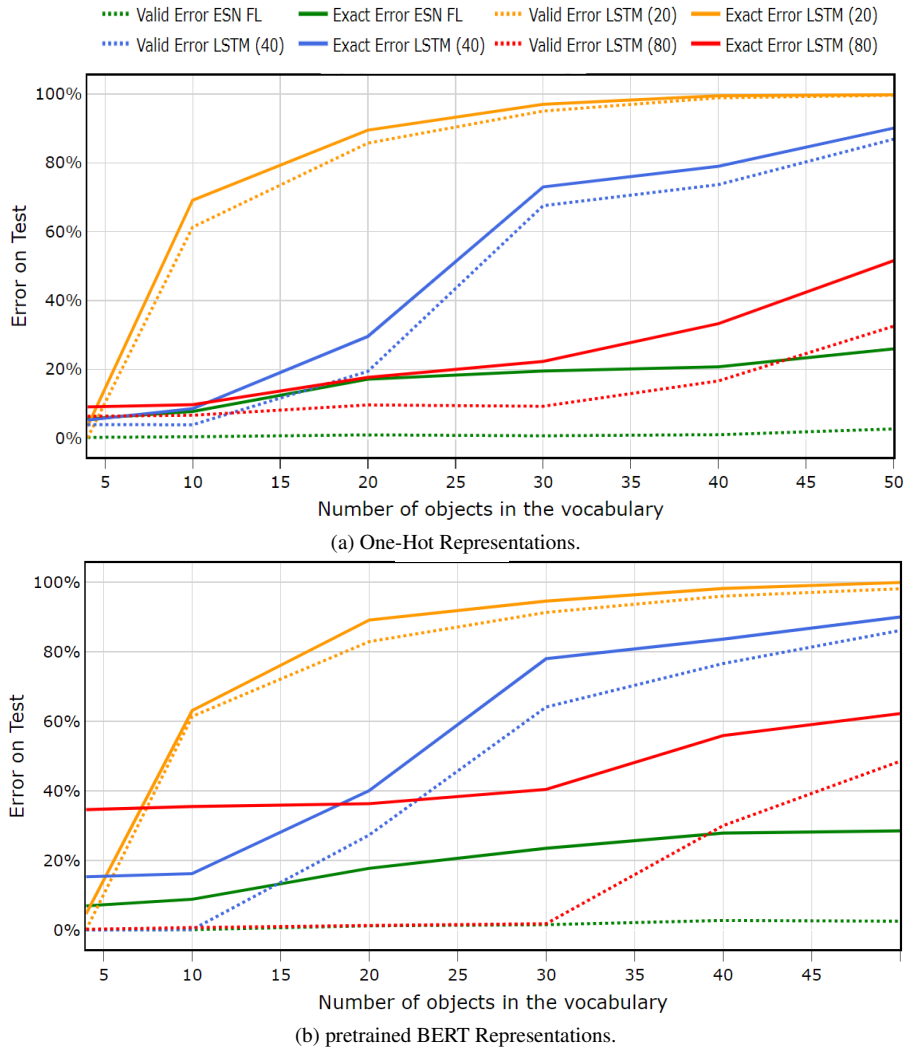 Valid Error ESN FL Exact Error ESN FL Valid Error LSTM (20) Exact Error LSTM (20)
Valid Error LSTM (40) Exact Error LSTM (40) Valid Error LSTM (80) Exact Error LSTM (80)
100%
80%
60%
40%
20%
0%
Error on Test
5 10 15 20 25 30 35 40 45 50
Number of objects in the vocabulary
(a) One-Hot Representations.
100%
80%
60%
40%
20%
0%
Error on Test
5 10 15 20 25 30 35 40 45
Number of objects in the vocabulary
(b) pretrained BERT Representations.